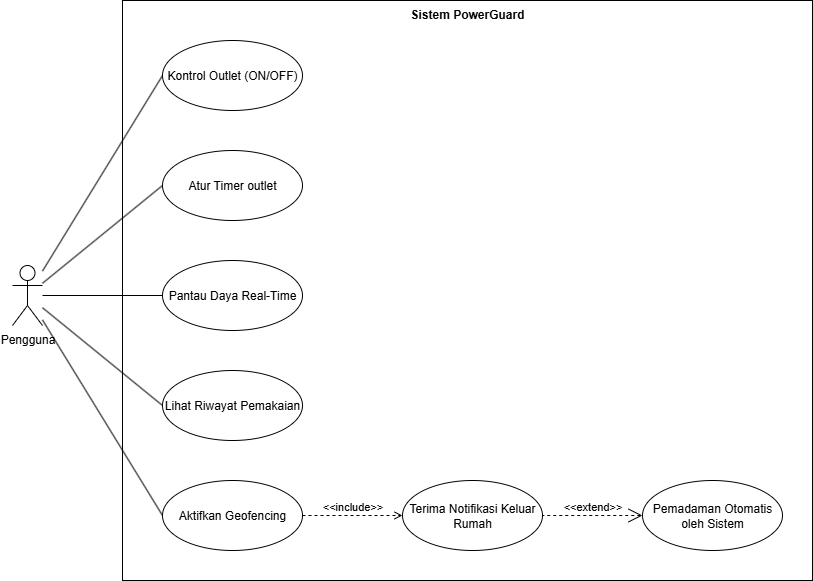 Sistem PowerGuard
Kontrol Outlet (ON/OFF)
Atur Timer outlet
Pantau Daya Real-Time
Pengguna
Lihat Riwayat Pemakaian
Aktifkan Geofencing
<<include>>
Terima Notifikasi Keluar
Rumah
<<extend>>
Pemadaman Otomatis
oleh Sistem